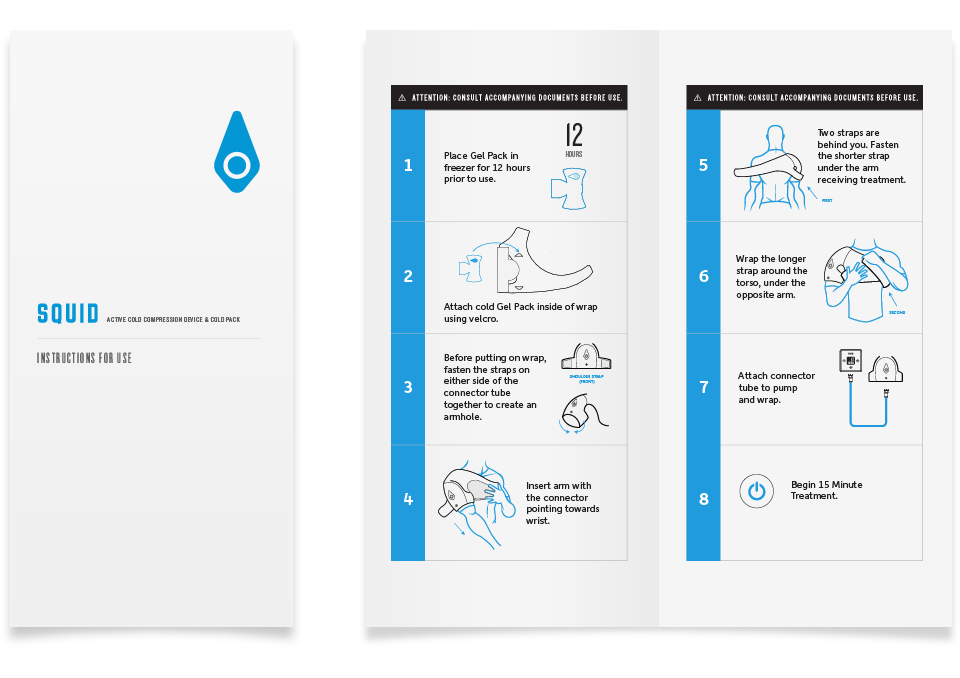 SQUID ACTIVE COLD COMPRESSION DEVICE & COLD PACK
INSTRUCTIONS FOR USE
ATTENTION: CONSULT ACCOMPANYING DOCUMENTS BEFORE USE.
1
Place Gel Pack in
freezer for 12 hours
prior to use.
12
HOURS
2
Attach cold Gel Pack inside of wrap
using velcro.
3
Before putting on wrap,
fasten the straps on
either side of the
connector tube
together to create an
armhole.
SHOULDER STRAP
(FRONT)
4
Insert arm with
the connector
pointing towards
wrist.
ATTENTION: CONSULT ACCOMPANYING DOCUMENTS BEFORE USE.
5
Two straps are
behind you. Fasten
the shorter strap
under the arm
receiving treatment.
FIRST
6
Wrap the longer
strap around the
torso, under the
opposite arm.
SECOND
7
Attach connector
tube to pump
and wrap.
8
Begin 15 Minute
Treatment.